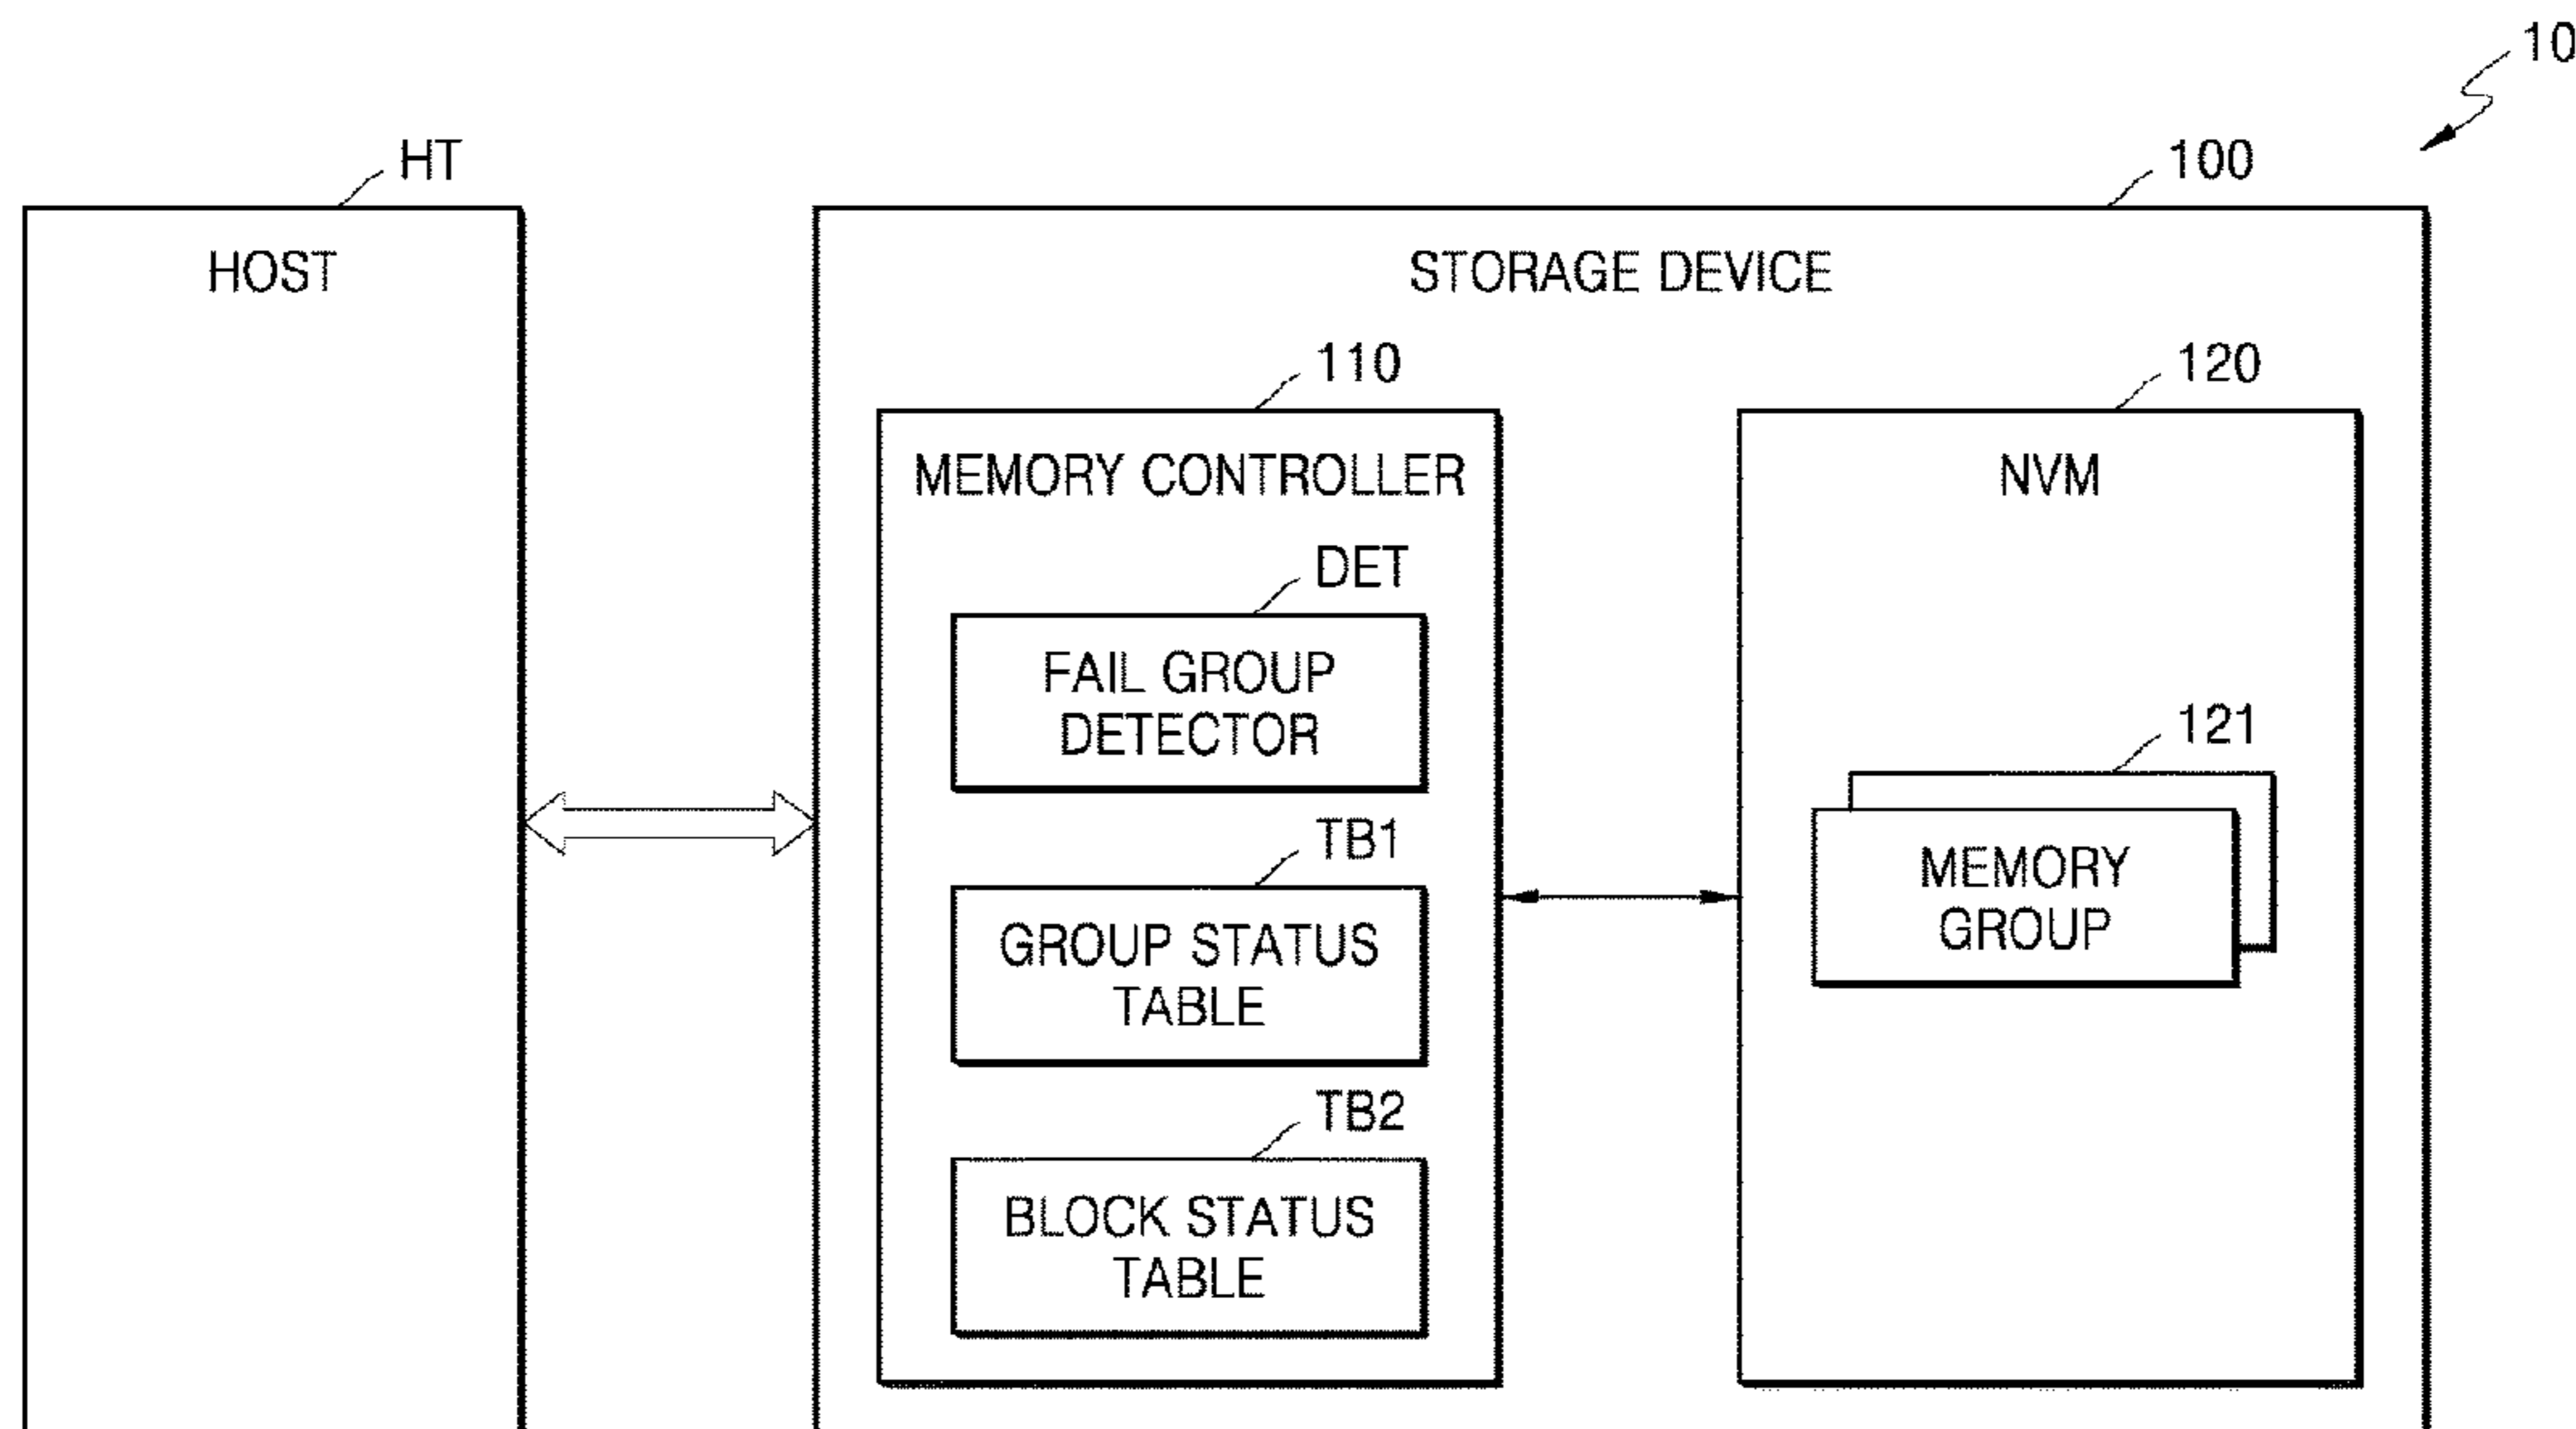 10
HT
100
HOST
STORAGE DEVICE
110
120
MEMORY CONTROLLER
NVM
DET
FAIL GROUP
DETECTOR
121
TB1
MEMORY
GROUP
GROUP STATUS
TABLE
TB2
BLOCK STATUS
TABLE